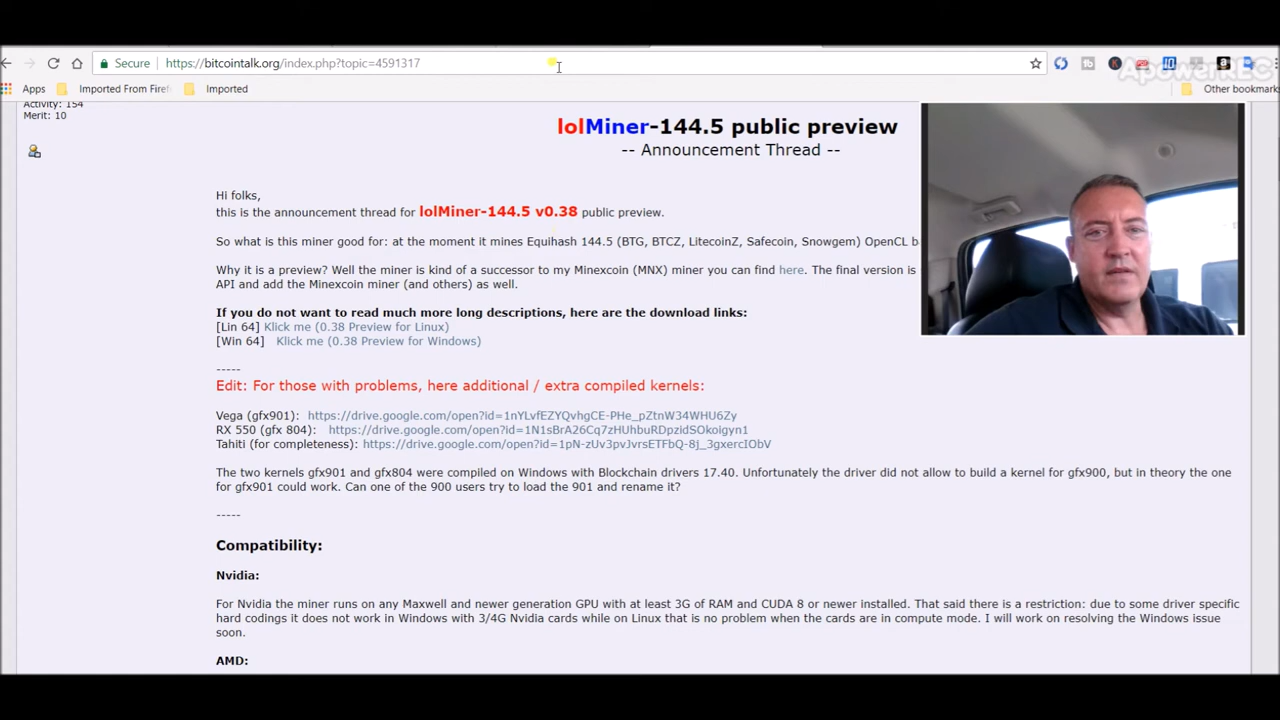 Secure
https://bitcointalk.org/index.php?topic=4591317
ApowerREC
Apps
Imported From Firef
Imported
Other bookmarks
Activity: 154
Merit: 10
lolMiner-144.5 public preview
-- Announcement Thread --
Hi folks,
this is the announcement thread for lolMiner-144.5 v0.38 public preview.
So what is this miner good for: at the moment it mines Equihash 144.5 (BTG, BTCZ, LitecoinZ, Safecoin, Snowgem) OpenCL ba
Why it is a preview? Well the miner is kind of a successor to my Minexcoin (MNX) miner you can find here. The final version is
API and add the Minexcoin miner (and others) as well.
If you do not want to read much more long descriptions, here are the download links:
[Lin 64] Klick me (0.38 Preview for Linux)
[Win 64] Klick me (0.38 Preview for Windows)
-----
Edit: For those with problems, here additional / extra compiled kernels:
Vega (gfx901): https://drive.google.com/open?id=1nYLvfEZYQvhgCE-PHe_pZtnW34WHU6Zy
RX 550 (gfx 804): https://drive.google.com/open?id=1N1sBrA26Cq7zHUhbuRDpzidSOkoigyn1
Tahiti (for completeness): https://drive.google.com/open?id=1pN-zUv3pvJvrsETFbQ-8j_3gxercIObV
The two kernels gfx901 and gfx804 were compiled on Windows with Blockchain drivers 17.40. Unfortunately the driver did not allow to build a kernel for gfx900, but in theory the one
for gfx901 could work. Can one of the 900 users try to load the 901 and rename it?
-----
Compatibility:
Nvidia:
For Nvidia the miner runs on any Maxwell and newer generation GPU with at least 3G of RAM and CUDA 8 or newer installed. That said there is a restriction: due to some driver specific
hard codings it does not work in Windows with 3/4G Nvidia cards while on Linux that is no problem when the cards are in compute mode. I will work on resolving the Windows issue
soon.
AMD: